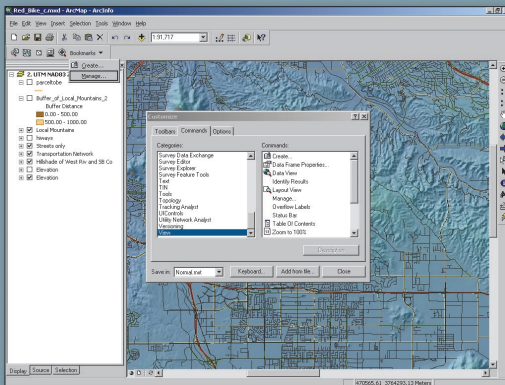 Red_Bike_c.mxd - ArcMap - ArcInfo
File Edit View Insert Selection Tools Window Help
1:91,717
Bookmarks
Create...
Manage...
2. UTM NAD83
parceltobe
Buffer_of_Local_Mountains_2
Buffer Distance
0.00 - 500.00
500.00 - 1000.00
Local Mountains
hways
Streets only
Transportation Network
Hillshade of West Riv and SB Co
Elevation
Elevation
Customize
Toolbars Commands Options
Categories:
Survey Data Exchange
Survey Editor
Survey Explorer
Survey Feature Tools
Text
TIN
Tools
Topology
Tracking Analyst
UIControls
Utility Network Analyst
Versioning
View
Commands:
Create...
Data Frame Properties...
Data View
Identify Results
Layout View
Manage...
Overflow Labels
Status Bar
Table Of Contents
Zoom to 100%
Description
Save in: Normal.mxt Keyboard... Add from file... Close
Display Source Selection
470565.61 3764293.13 Meters